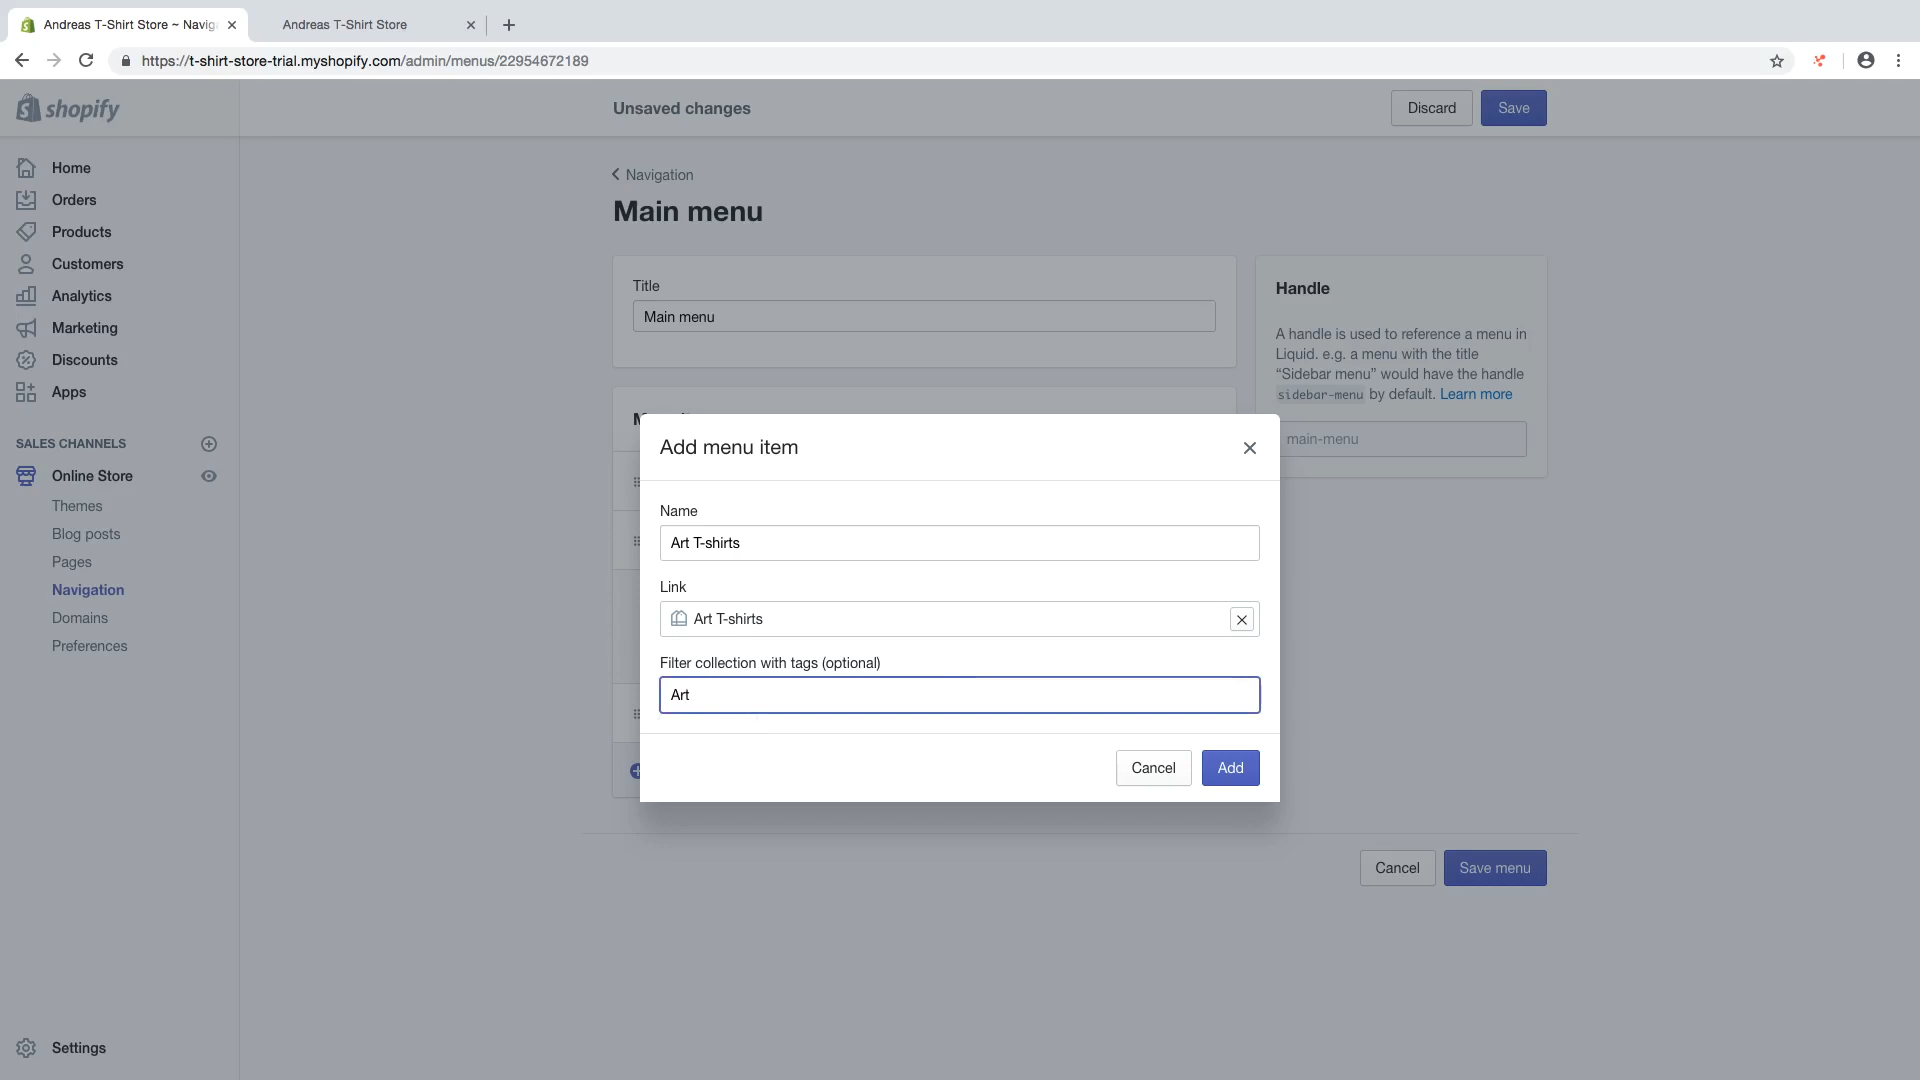 Andreas T-Shirt Store ~ Navig
Andreas T-Shirt Store
https://t-shirt-store-trial.myshopify.com/admin/menus/22954672189
shopify
Unsaved changes
Discard
Save
Home
Orders
Products
Customers
Analytics
Marketing
Discounts
Apps
SALES CHANNELS
Online Store
Themes
Blog posts
Pages
Navigation
Domains
Preferences
Settings
Navigation
Main menu
Title
Main menu
Handle
A handle is used to reference a menu in
Liquid. e.g. a menu with the title
“Sidebar menu” would have the handle
sidebar-menu by default. Learn more
main-menu
Add menu item
Name
Art T-shirts
Link
Art T-shirts
Filter collection with tags (optional)
Art
Cancel
Add
Cancel
Save menu